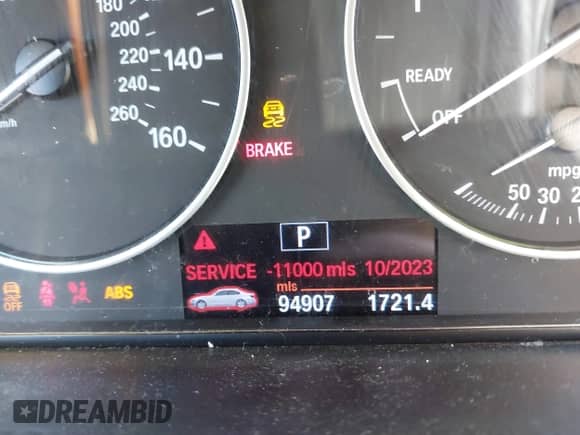 180
200
220
240
260
140
160
km/h
READY
OFF
mpg
50 30
BRAKE
P
SERVICE -11000 mls 10/2023
mls
94907 1721.4
OFF
ABS
DREAMBID